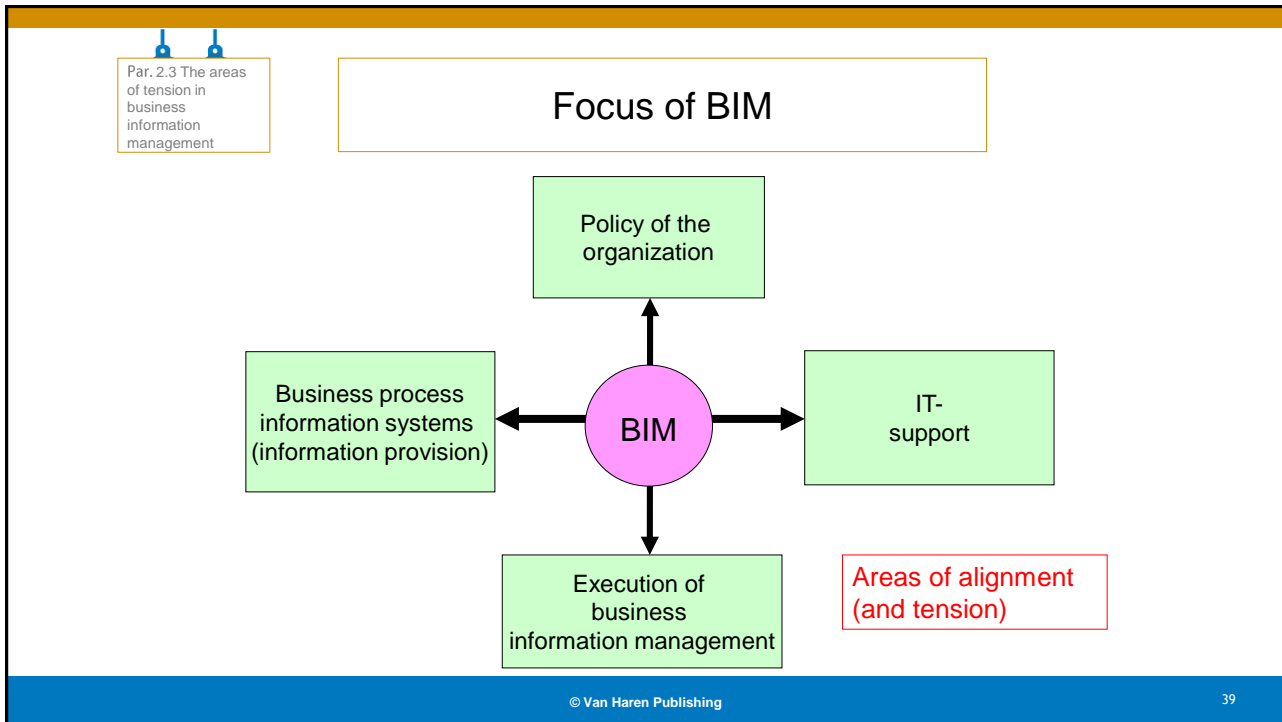 Par. 2.3 The areas
of tension in
business
information
management
Focus of BIM
Policy of the
organization
Business process
information systems
(information provision)
BIM
IT-
support
Execution of
business
information management
Areas of alignment
(and tension)
© Van Haren Publishing
39